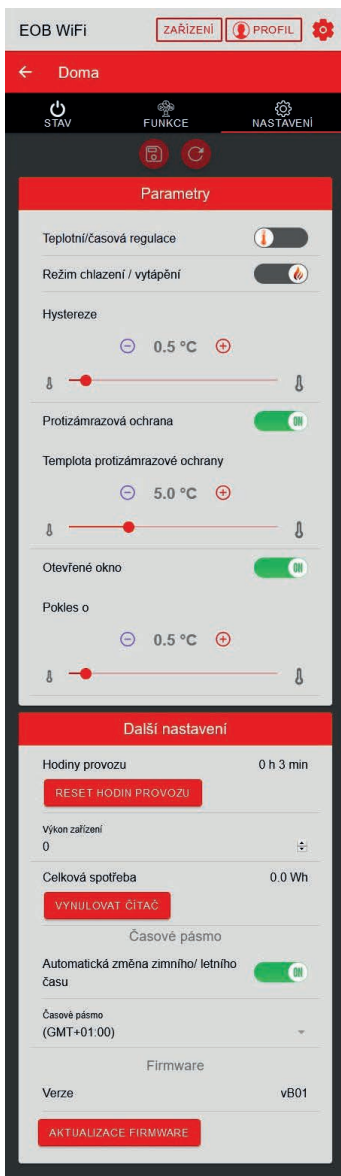 EOB WiFi ZAŘÍZENÍ PROFIL
Doma
STAV FUNKCE NASTAVENÍ
Parametry
Teplotní/časová regulace
Režim chlazení / vytápění
Hystereze
0.5 °C
Protizámrazová ochrana ON
Templota protizámrazové ochrany
5.0 °C
Otevřené okno ON
Pokles o
0.5 °C
Další nastavení
Hodiny provozu 0 h 3 min
RESET HODIN PROVOZU
Výkon zařízení
0
Celková spotřeba 0.0 Wh
VYNULOVAT ČÍTAČ
Časové pásmo
Automatická změna zimního/ letního
času ON
Časové pásmo
(GMT+01:00)
Firmware
Verze vB01
AKTUALIZACE FIRMWARE